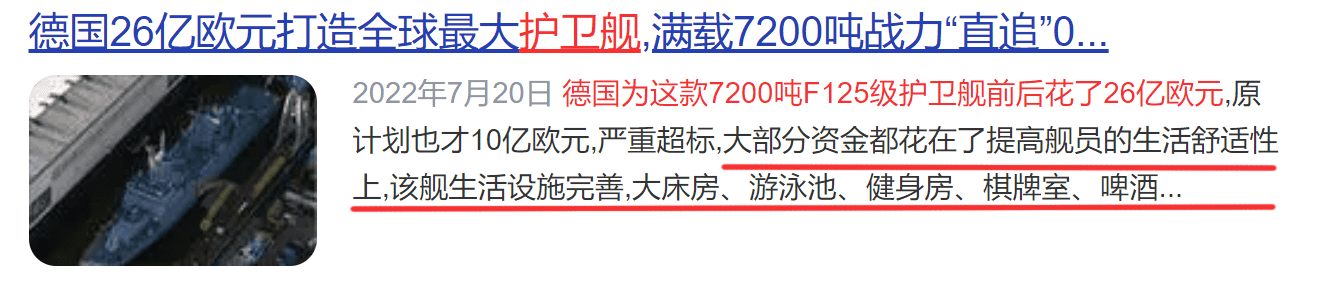 德国26亿欧元打造全球最大护卫舰,满载7200吨战力“直追”0...
2022年7月20日 德国为这款7200吨F125级护卫舰前后花了26亿欧元,原
计划也才10亿欧元,严重超标,大部分资金都花在了提高舰员的生活舒适性
上,该舰生活设施完善,大床房、游泳池、健身房、棋牌室、啤酒...